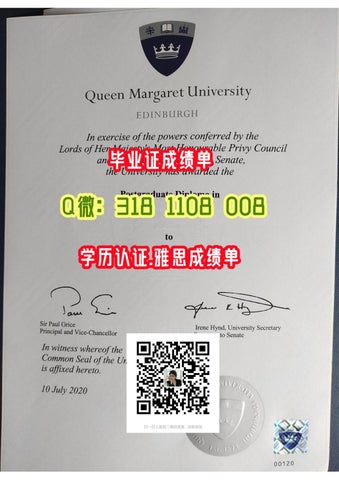 Queen Margaret University
EDINBURGH
In exercise of the powers conferred by the
Lords of Her Majesty's Most Honourable Privy Council
毕业证成绩单
and Senate,
the University has awarded the
Postgraduate Diploma in
Q微: 318 1108 008
to
学历认证.雅思成绩单
Sir Paul Grice
Principal and Vice-Chancellor
Irene Hynd, University Secretary
to Senate
In witness whereof the
Common Seal of the Uni
is affixed hereto.
10 July 2020
00120